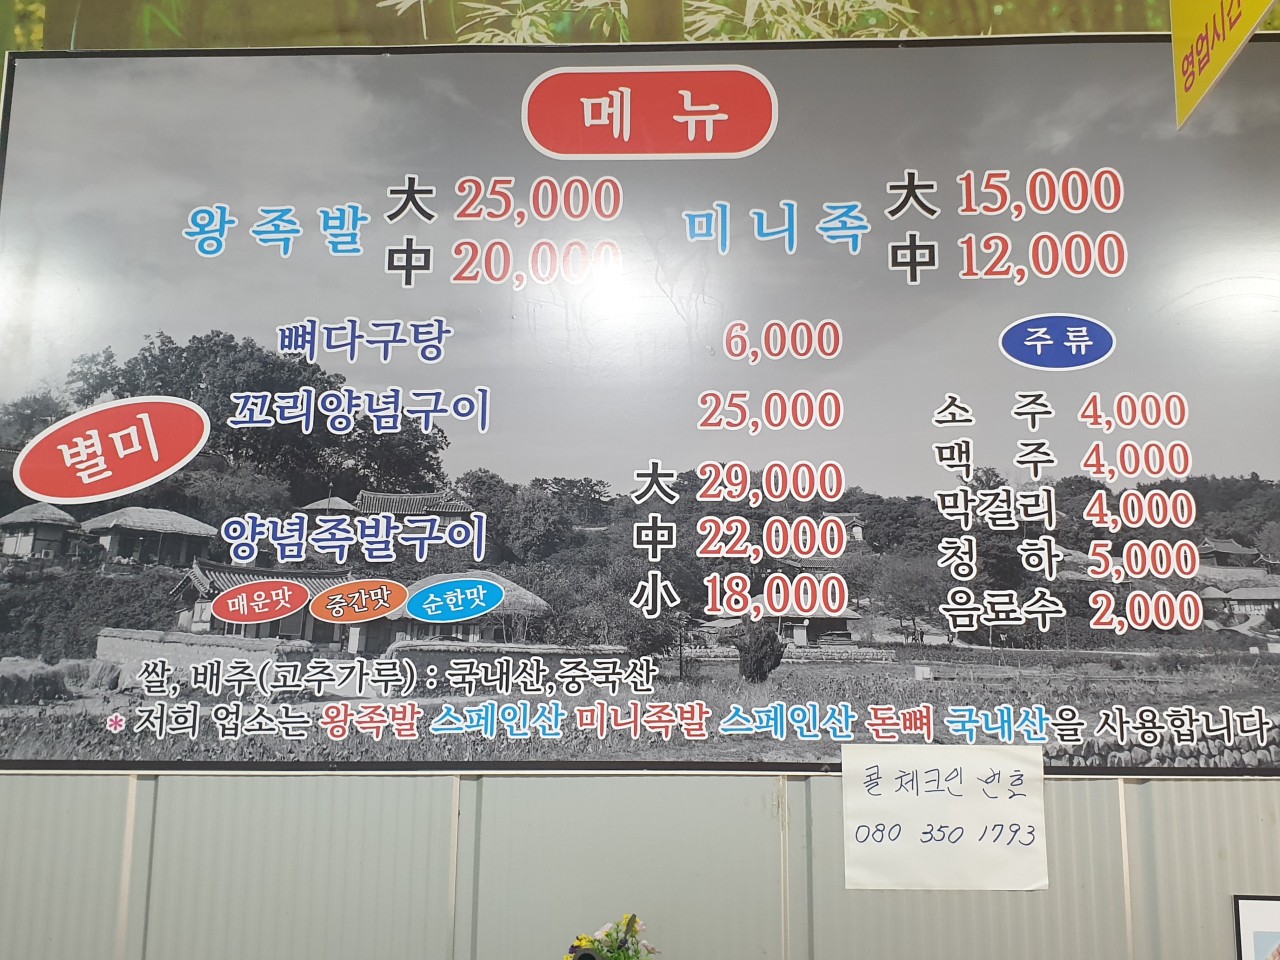 영업시간
메뉴
왕족발 大 25,000
中 20,000
미니족 大 15,000
中 12,000
뼈다구탕 6,000
꼬리양념구이 25,000
별미
양념족발구이
大 29,000
中 22,000
小 18,000
매운맛 중간맛 순한맛
주류
소주 4,000
맥주 4,000
막걸리 4,000
청하 5,000
음료수 2,000
쌀, 배추(고추가루) : 국내산,중국산
* 저희 업소는 왕족발 스페인산 미니족발 스페인산 돈뼈 국내산을 사용합니다
콜 체크인 번호
080 350 1793